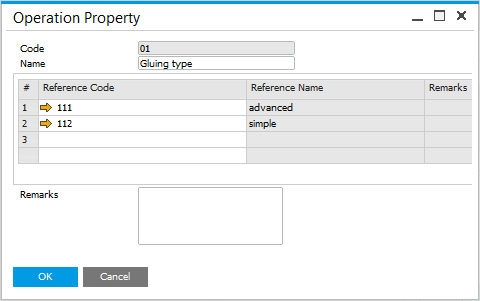 Operation Property
Code 01
Name Gluing type
# Reference Code Reference Name Remarks
1 111 advanced
2 112 simple
3
Remarks
OK Cancel